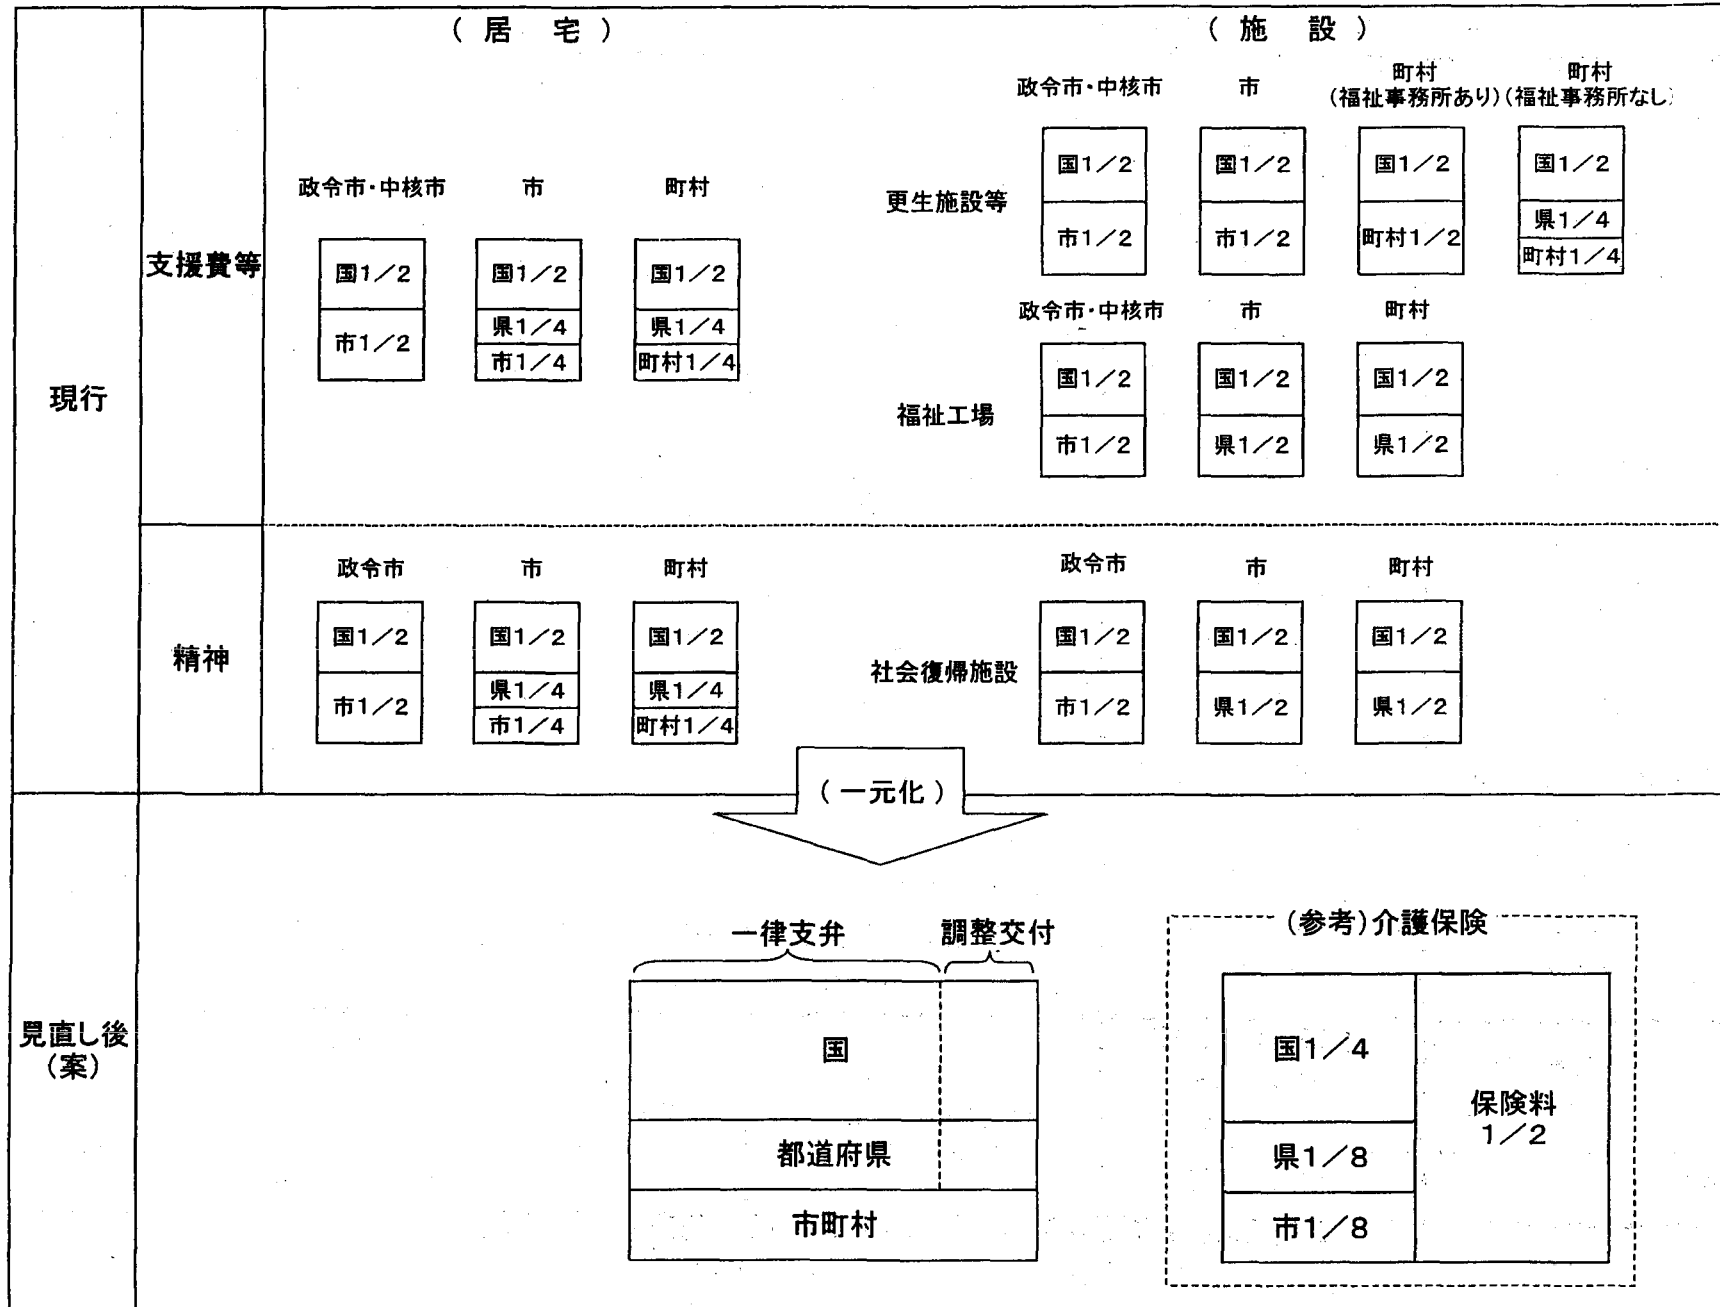 (居 宅)
(施 設)
現行
支援費等
政令市・中核市
市
町村
国1／2
市1／2
国1／2
県1／4
市1／4
国1／2
県1／4
町村1／4
更生施設等
政令市・中核市
市
町村
(福祉事務所あり)
町村
(福祉事務所なし)
国1／2
市1／2
国1／2
市1／2
国1／2
町村1／2
国1／2
県1／4
町村1／4
福祉工場
政令市・中核市
市
町村
国1／2
市1／2
国1／2
県1／2
国1／2
県1／2
精神
政令市
市
町村
国1／2
市1／2
国1／2
県1／4
市1／4
国1／2
県1／4
町村1／4
社会復帰施設
政令市
市
町村
国1／2
市1／2
国1／2
県1／2
国1／2
県1／2
(一元化)
見直し後
(案)
一律支弁
調整交付
国
都道府県
市町村
(参考)介護保険
国1／4
県1／8
市1／8
保険料
1／2